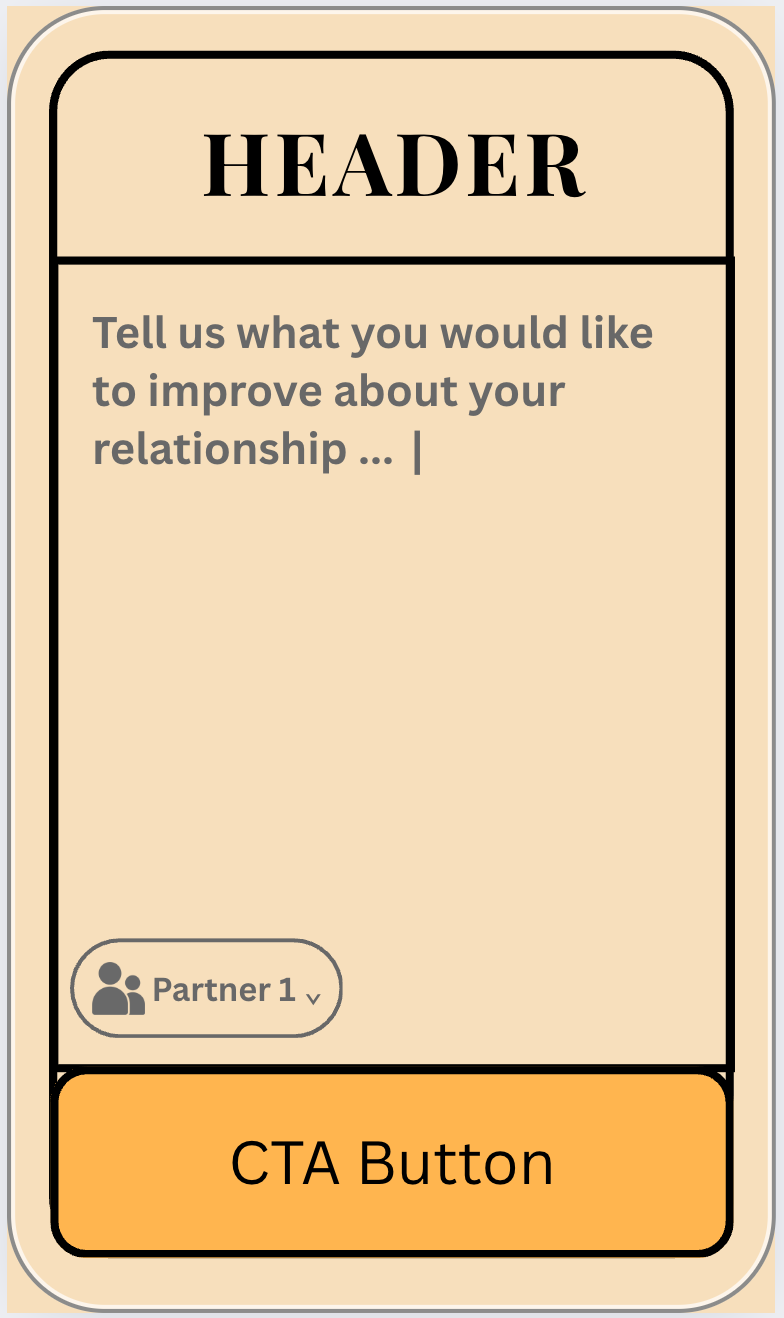 HEADER
Tell us what you would like
to improve about your
relationship ... |
Partner 1
CTA Button